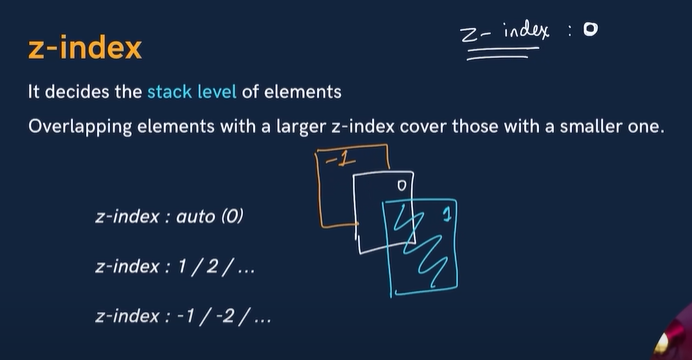 z-index : 0
z-index
It decides the stack level of elements
Overlapping elements with a larger z-index cover those with a smaller one.
-1
0
1
z-index : auto (0)
z-index : 1 / 2 / ...
z-index : -1 / -2 / ...